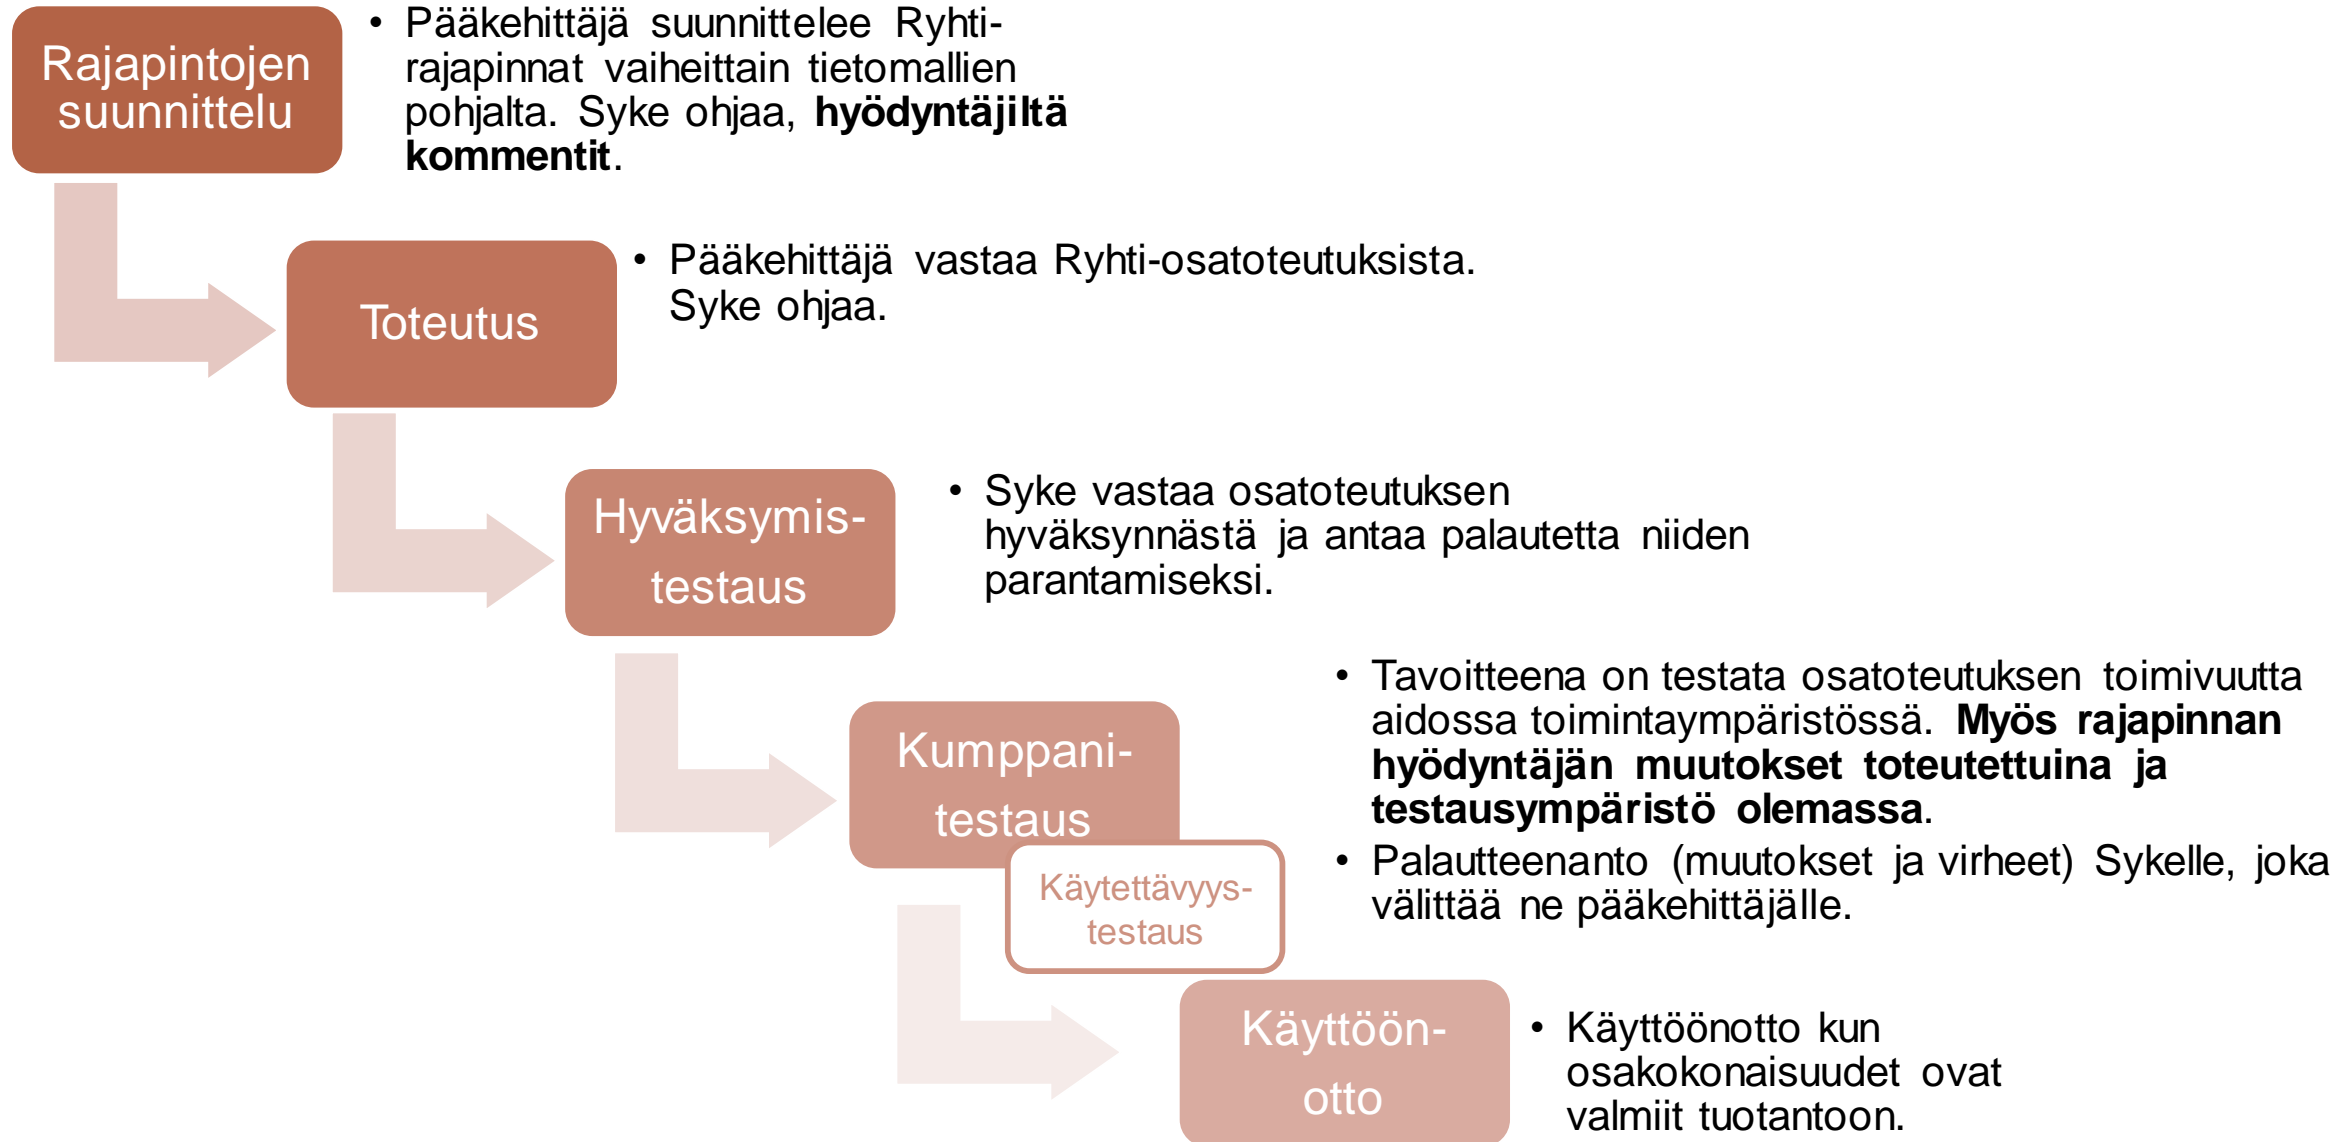 Rajapintojen
suunnittelu
• Pääkehittäjä suunnittelee Ryhti-
rajapinnat vaiheittain tietomallien
pohjalta. Syke ohjaa, hyödyntäjiltä
kommentit.
Toteutus
• Pääkehittäjä vastaa Ryhti-osatoteutuksista.
Syke ohjaa.
Hyväksymis-
testaus
• Syke vastaa osatoteutuksen
hyväksynnästä ja antaa palautetta niiden
parantamiseksi.
Kumppani-
testaus
Käytettävyys-
testaus
• Tavoitteena on testata osatoteutuksen toimivuutta
aidossa toimintaympäristössä. Myös rajapinnan
hyödyntäjän muutokset toteutettuina ja
testausympäristö olemassa.
• Palautteenanto (muutokset ja virheet) Sykelle, joka
välittää ne pääkehittäjälle.
Käyttöön-
otto
• Käyttöönotto kun
osakokonaisuudet ovat
valmiit tuotantoon.